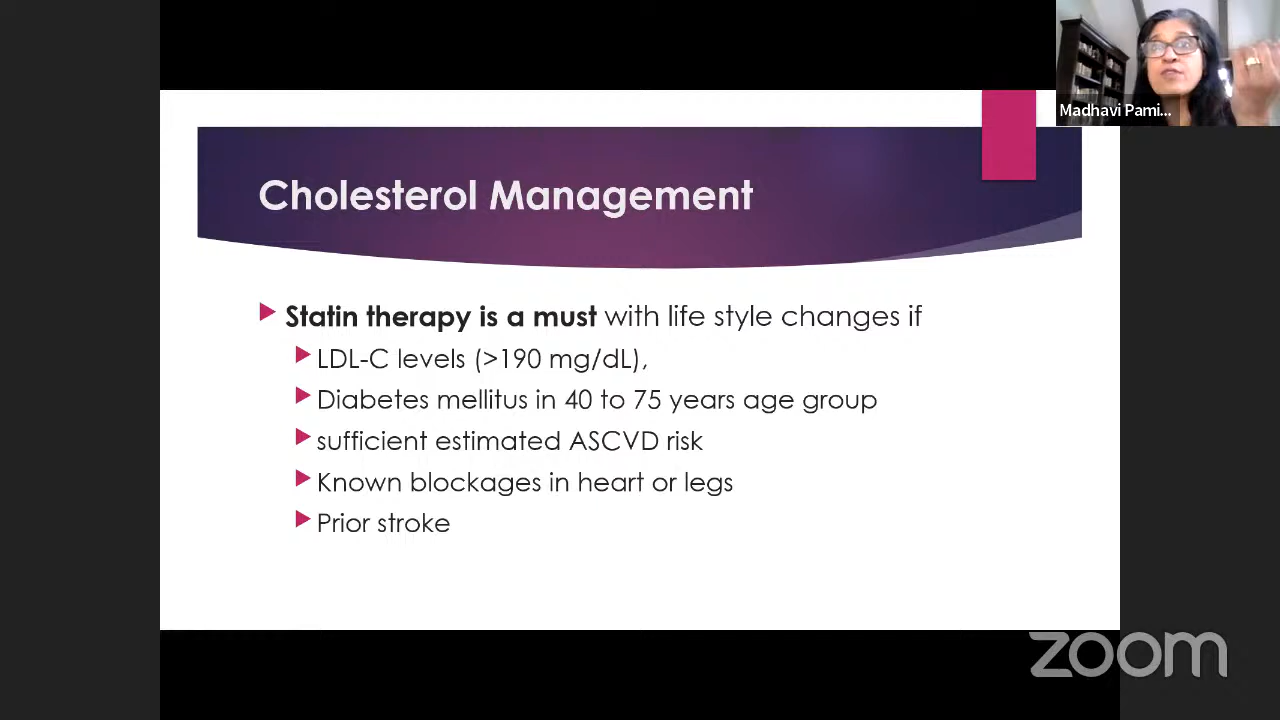 Madhavi Pami...
Cholesterol Management
Statin therapy is a must with life style changes if
LDL-C levels (>190 mg/dL),
Diabetes mellitus in 40 to 75 years age group
sufficient estimated ASCVD risk
Known blockages in heart or legs
Prior stroke
zoom